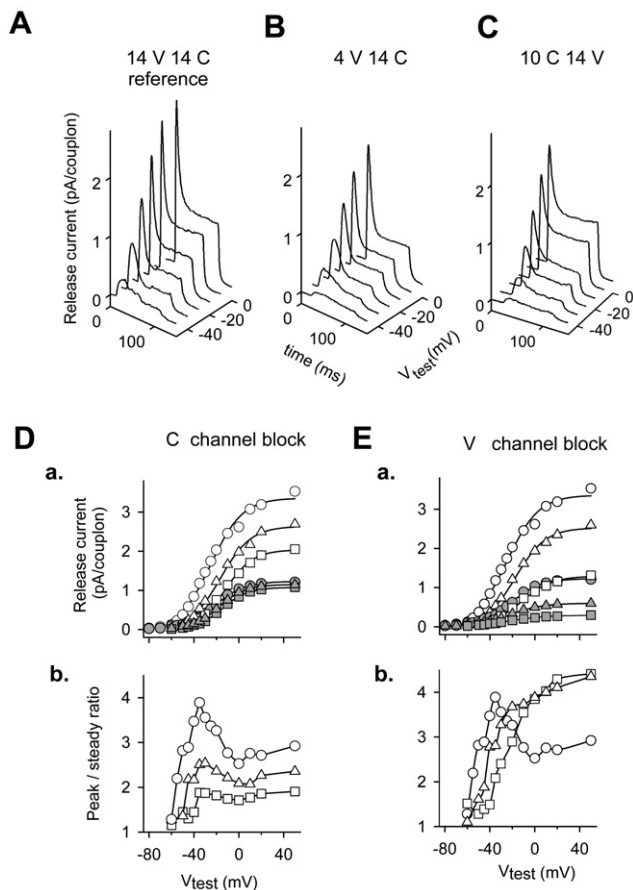 A
B
C
14 V 14 C
reference
4 V 14 C
10 C 14 V
Release current (pA/couplon)
2
1
0
0
100
-40
-20
0
2
1
0
0
100
-40
-20
0
time (ms)
Vtest(mV)
2
1
0
0
100
-40
-20
0
D
C channel block
E
V channel block
a.
a.
Release current
(pA/couplon)
3
2
1
0
3
2
1
0
b.
b.
Peak / steady ratio
4
3
2
1
4
3
2
1
-80
-40
0
40
-80
-40
0
40
Vtest (mV)
Vtest (mV)